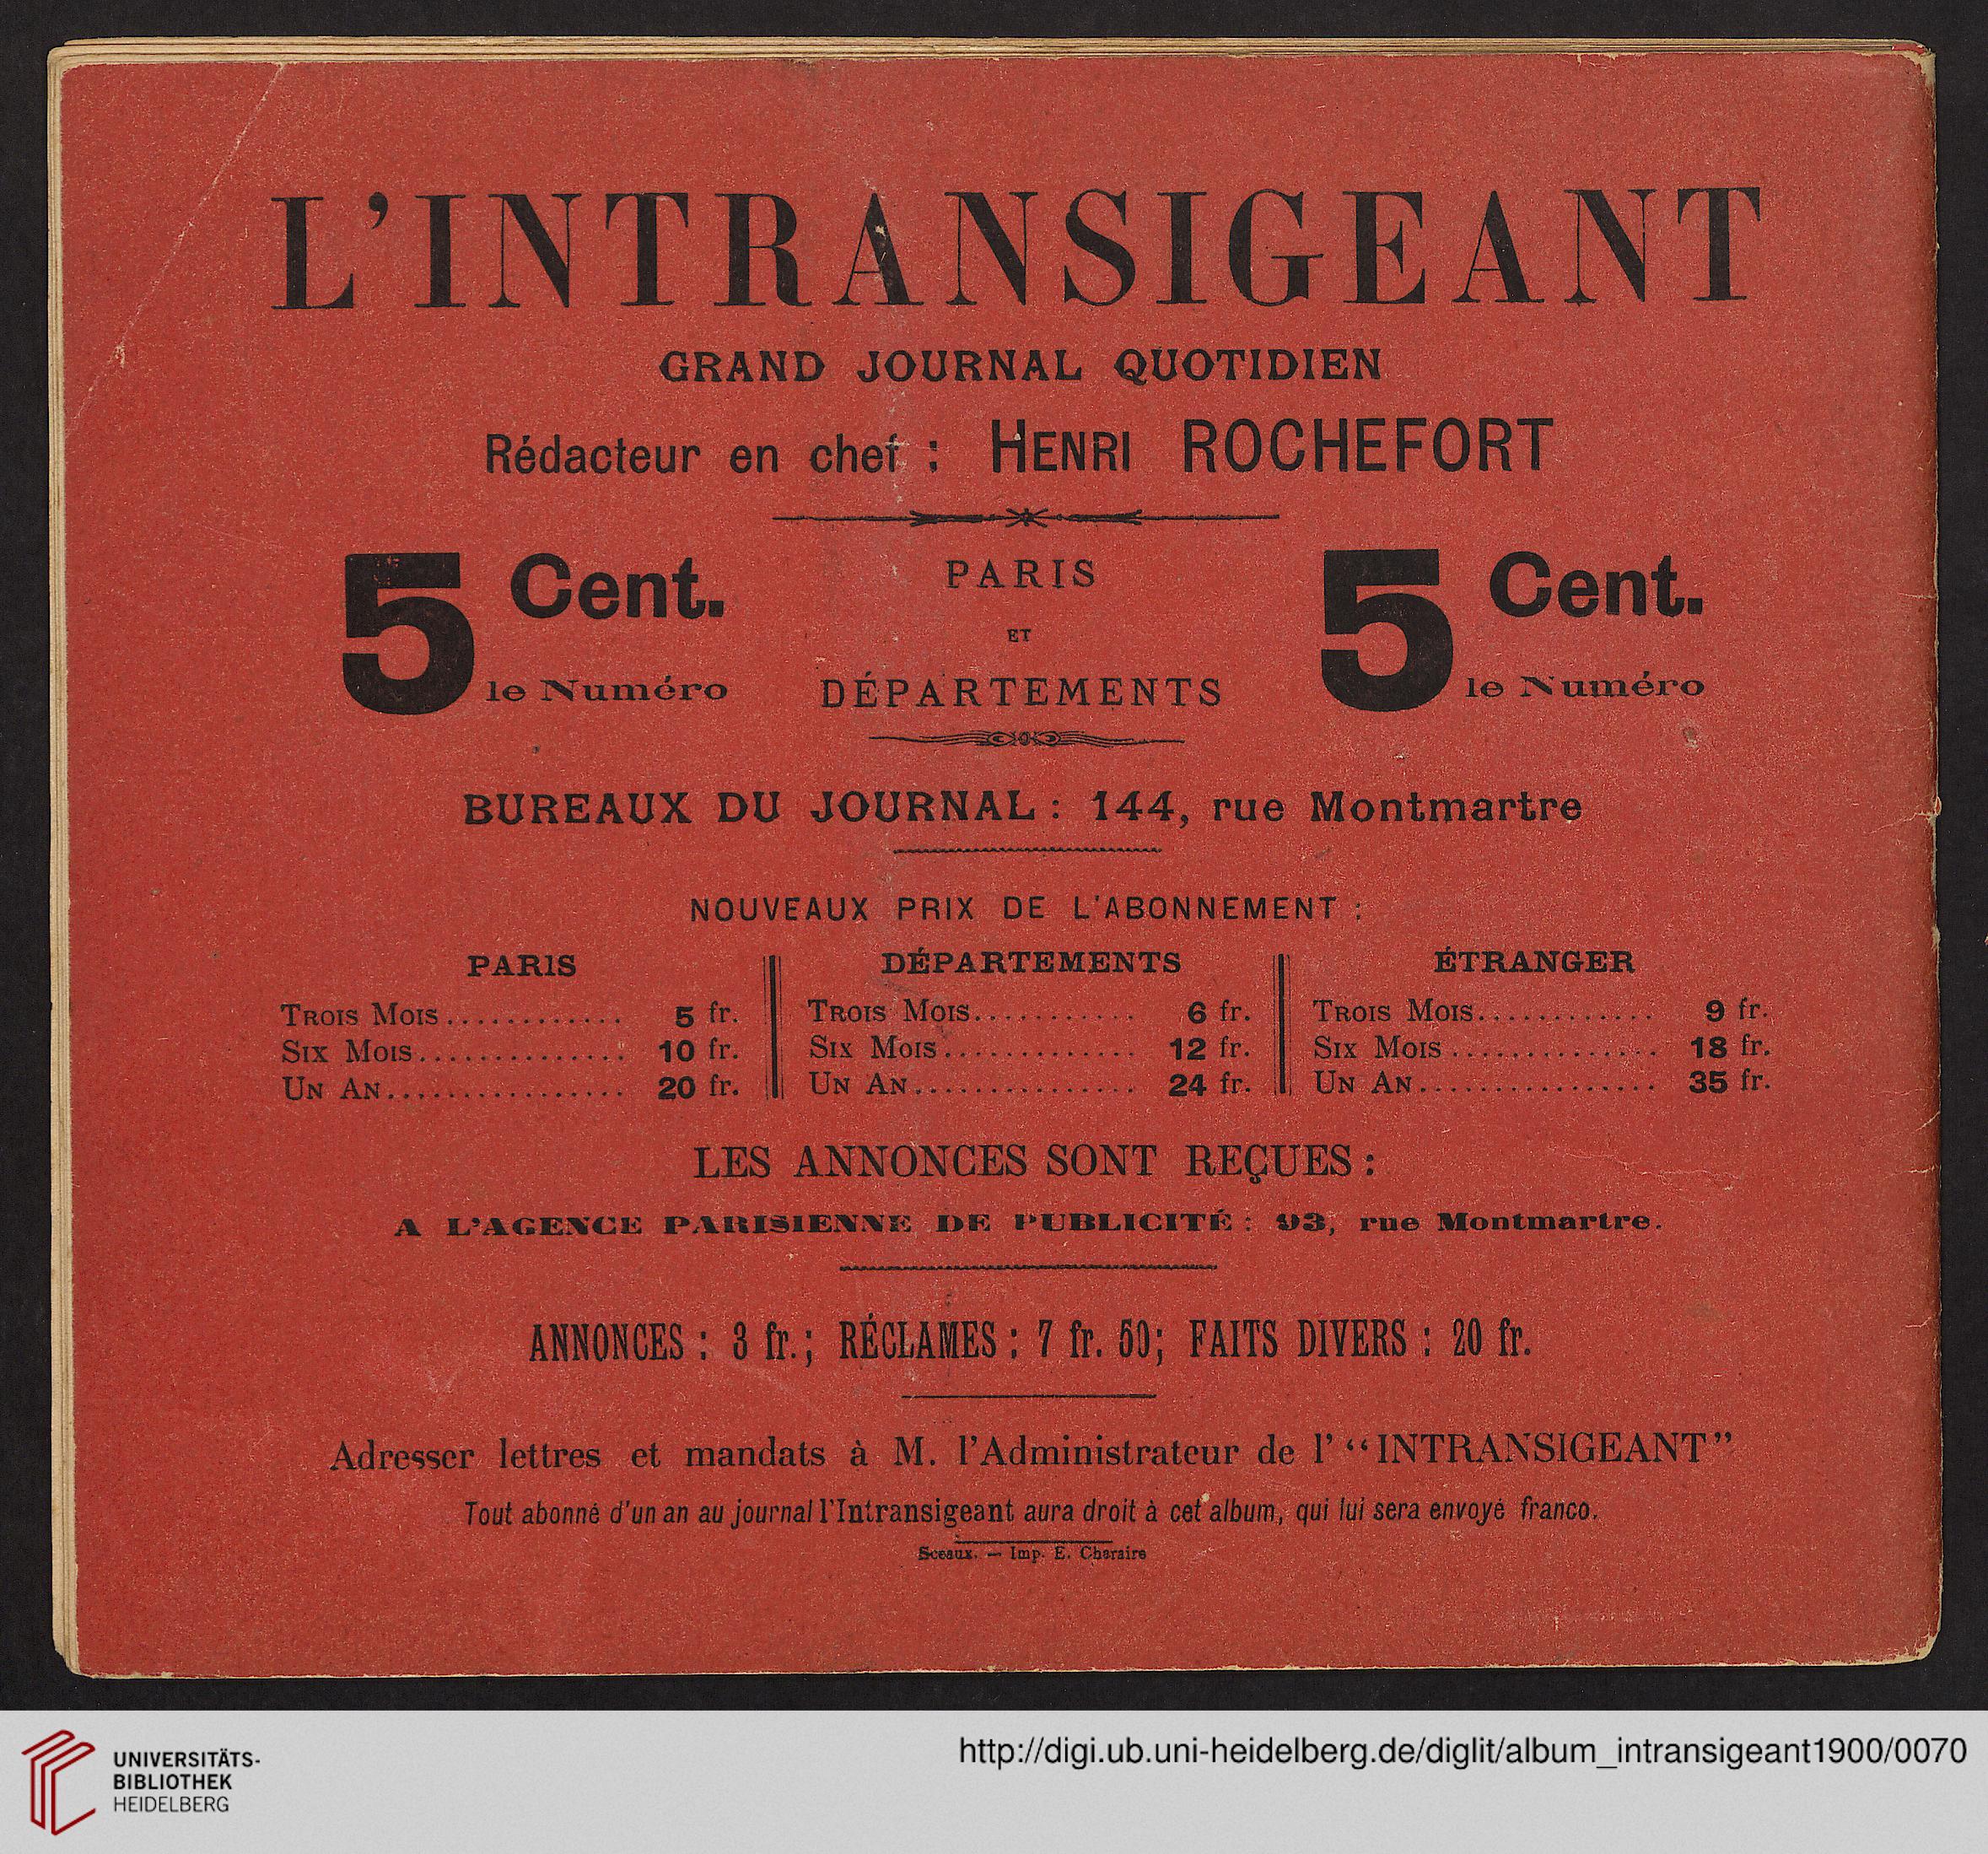 L'INTRANSIGEANT
GRAND JOURNAL QUOTIDIEN
Rédacteur en chef : HENRI ROCHEFORT
5 Cent.
le Numéro
PARIS
ET
DÉPARTEMENTS
5 Cent.
le Numéro
BUREAUX DU JOURNAL : 144, rue Montmartre
NOUVEAUX PRIX DE L'ABONNEMENT :
PARIS
TROIS MOIS............ 5 fr.
SIX MOIS.............. 10 fr.
UN AN................ 20 fr.
DÉPARTEMENTS
TROIS MOIS........... 6 fr.
SIX MOIS............. 12 fr.
UN AN............... 24 fr.
ÉTRANGER
TROIS MOIS............ 9 fr.
SIX MOIS.............. 18 fr.
UN AN................ 35 fr.
LES ANNONCES SONT REÇUES :
A L'AGENCE PARISIENNE DE PUBLICITÉ : 93, rue Montmartre.
ANNONCES : 3 fr.; RÉCLAMES : 7 fr. 50; FAITS DIVERS : 20 fr.
Adresser lettres et mandats à M. l'Administrateur de l' “INTRANSIGEANT”
Tout abonné d'un an au journal l'Intransigeant aura droit à cet album, qui lui sera envoyé franco.
Sceaux. — Imp. E. Charaire
UNIVERSITÄTS-
BIBLIOTHEK
HEIDELBERG
http://digi.ub.uni-heidelberg.de/diglit/album_intransigeant1900/0070